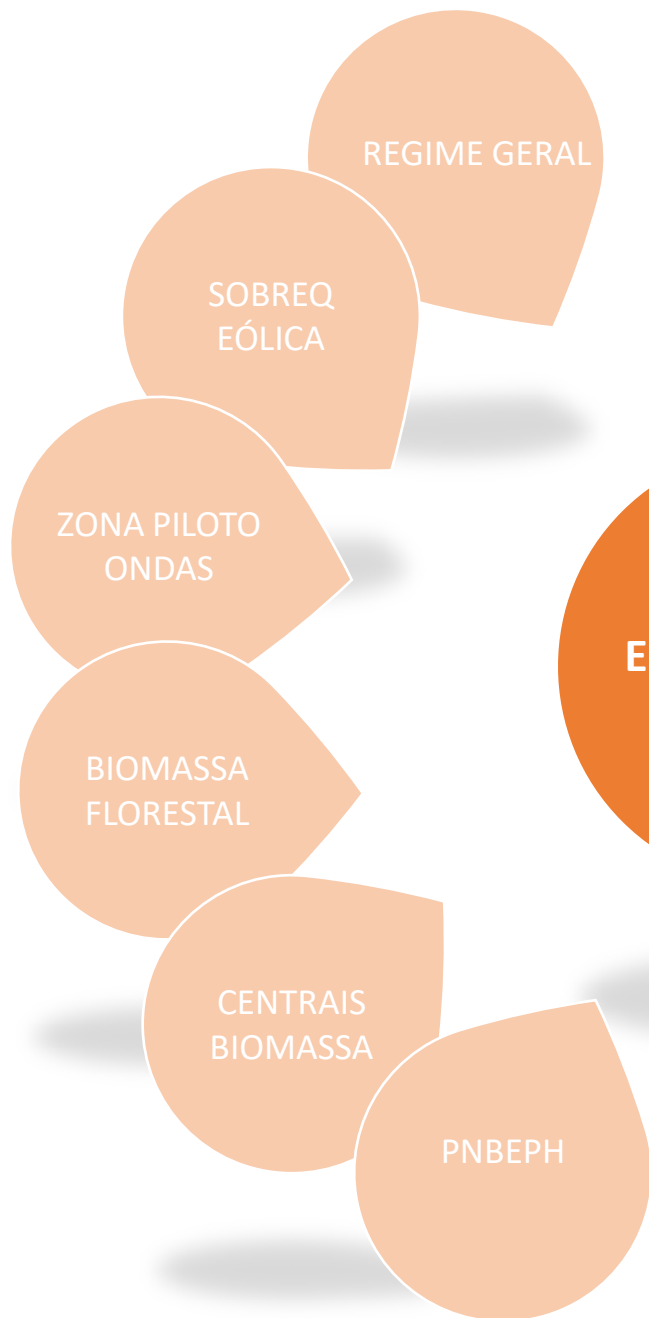 REGIME GERAL
SOBREQ
EÓLICA
ZONA PILOTO
ONDAS
E
BIOMASSA
FLORESTAL
CENTRAIS
BIOMASSA
PNBEPH